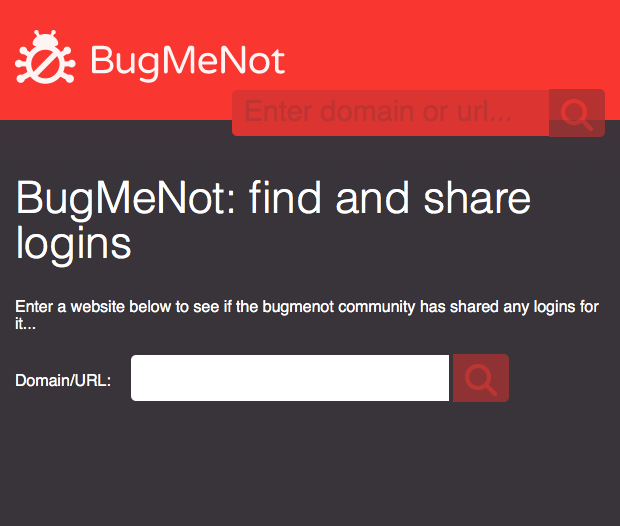 BugMeNot
Enter domain or url...
BugMeNot: find and share
logins
Enter a website below to see if the bugmenot community has shared any logins for
it...
Domain/URL: